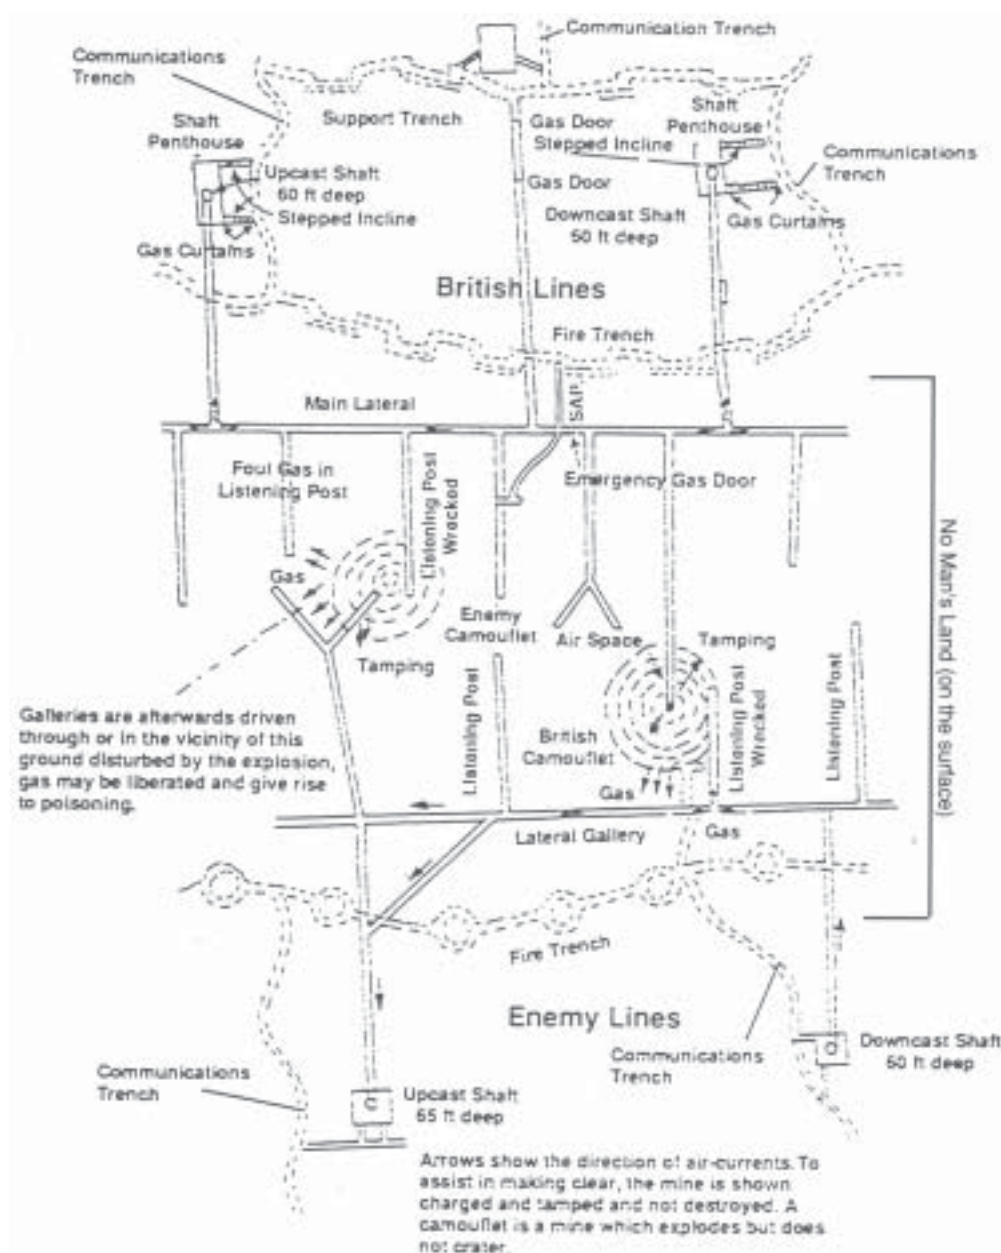 Communication Trench
Communications
Trench
Support Trench
Shaft
Penthouse
Gas Door
Stepped Incline
Shaft
Penthouse
Communications
Trench
Upcast Shaft
60 ft deep
Stepped Incline
Gas Door
Downcast Shaft
50 ft deep
Gas Curtains
Gas Curtains
British Lines
Fire Trench
Main Lateral
SAP
Foul Gas in
Listening Post
Listening Post
Wrecked
Emergency Gas Door
No Man's Land (on the surface)
Gas
Enemy
Camouflet
Air Space
Tamping
Tamping
Listening Post
British
Camouflet
Listening Post
Wrecked
Listening Post
Galleries are afterwards driven
through or in the vicinity of this
ground disturbed by the explosion,
gas may be liberated and give rise
to poisoning.
Gas
Lateral Gallery
Gas
Fire Trench
Enemy Lines
Communications
Trench
Downcast Shaft
50 ft deep
Communications
Trench
Upcast Shaft
65 ft deep
Arrows show the direction of air-currents. To
assist in making clear, the mine is shown
charged and tamped and not destroyed. A
camouflet is a mine which explodes but does
not crater.